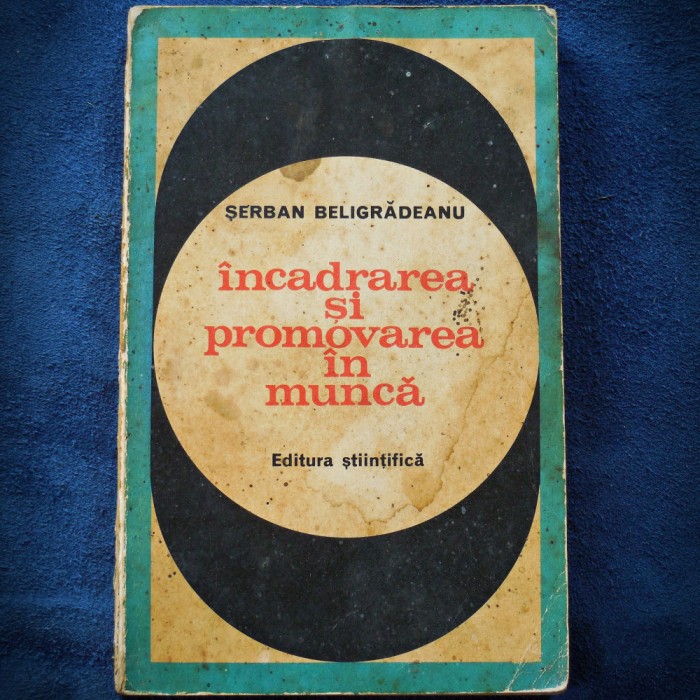 ȘERBAN BELIGRĂDEANU
încadrarea
și
promovarea
în
muncă
Editura științifică